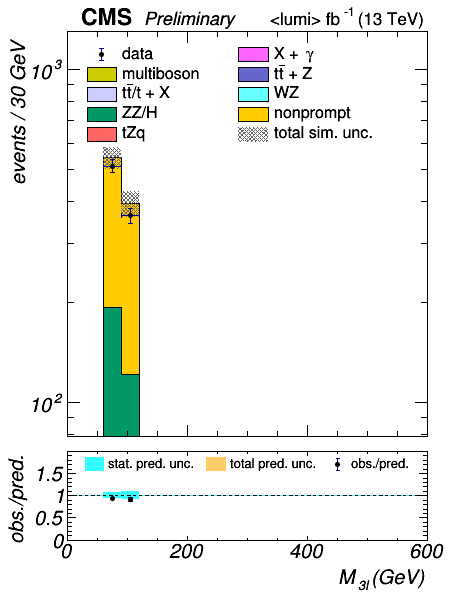 CMS Preliminary <lumi> fb⁻¹ (13 TeV)
data
X + γ
multiboson
tt̄ + Z
tt̄/t + X
WZ
ZZ/H
nonprompt
tZq
total sim. unc.
events / 30 GeV
10³
10²
stat. pred. unc. total pred. unc. obs./pred.
obs./pred.
1.5
1
0.5
0
0 200 400 600
M₃ₗ (GeV)